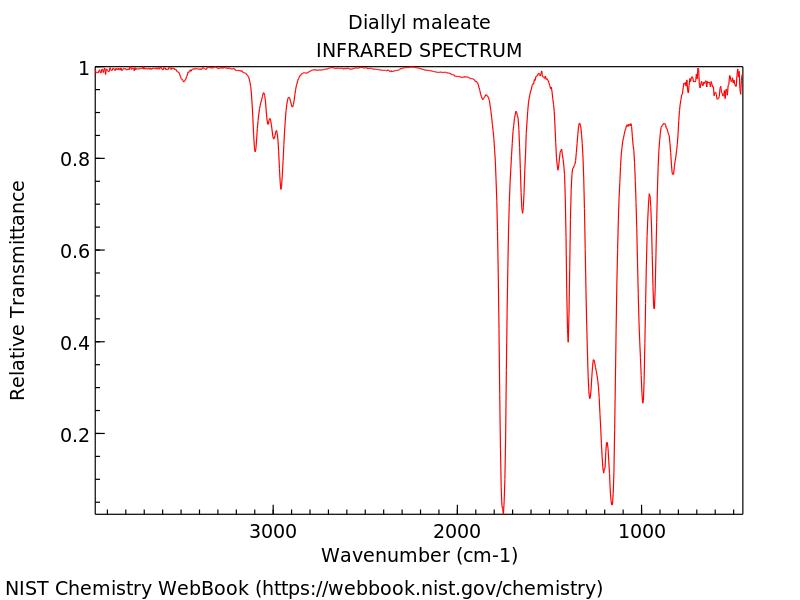 Diallyl maleate
INFRARED SPECTRUM
1
0.8
0.6
0.4
0.2
Relative Transmittance
3000 2000 1000
Wavenumber (cm-1)
NIST Chemistry WebBook (https://webbook.nist.gov/chemistry)